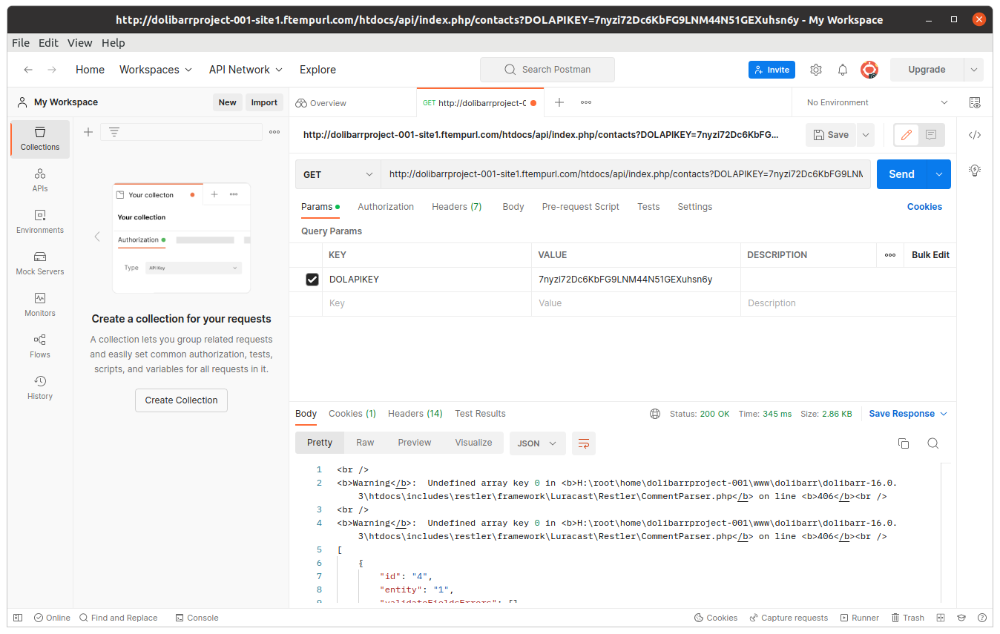 http://dolibarrproject-001-site1.ftempurl.com/htdocs/api/index.php/contacts?DOLAPIKEY=7nyzi72Dc6KbFG9LNM44N51GEXuhsn6y - My Workspace
File Edit View Help
Home Workspaces API Network Explore
Search Postman
Invite
Upgrade
My Workspace
New Import
Overview
GET http://dolibarrproject-0
No Environment
Collections
APIs
Environments
Mock Servers
Monitors
Flows
History
Your collecton
Your collection
Authorization
Type API Key
Create a collection for your requests
A collection lets you group related requests
and easily set common authorization, tests,
scripts, and variables for all requests in it.
Create Collection
http://dolibarrproject-001-site1.ftempurl.com/htdocs/api/index.php/contacts?DOLAPIKEY=7nyzi72Dc6KbFG...
Save
GET http://dolibarrproject-001-site1.ftempurl.com/htdocs/api/index.php/contacts?DOLAPIKEY=7nyzi72Dc6KbFG9LNM
Send
Params Authorization Headers (7) Body Pre-request Script Tests Settings Cookies
Query Params
KEY VALUE DESCRIPTION Bulk Edit
DOLAPIKEY 7nyzi72Dc6KbFG9LNM44N51GEXuhsn6y
Key Value Description
Body Cookies (1) Headers (14) Test Results Status: 200 OK Time: 345 ms Size: 2.86 KB Save Response
Pretty Raw Preview Visualize JSON
1 <br />
2 <b>Warning</b>:  Undefined array key 0 in <b>H:\root\home\dolibarrproject-001\www\dolibarr\dolibarr-16.0.
3\htdocs\includes\restler\framework\Luracast\Restler\CommentParser.php</b> on line <b>406</b><br />
3 <br />
4 <b>Warning</b>:  Undefined array key 0 in <b>H:\root\home\dolibarrproject-001\www\dolibarr\dolibarr-16.0.
3\htdocs\includes\restler\framework\Luracast\Restler\CommentParser.php</b> on line <b>406</b><br />
5 [
6 {
7 "id": "4",
8 "entity": "1",
9 "validateFieldsErrors": [],
Online Find and Replace Console Cookies Capture requests Runner Trash